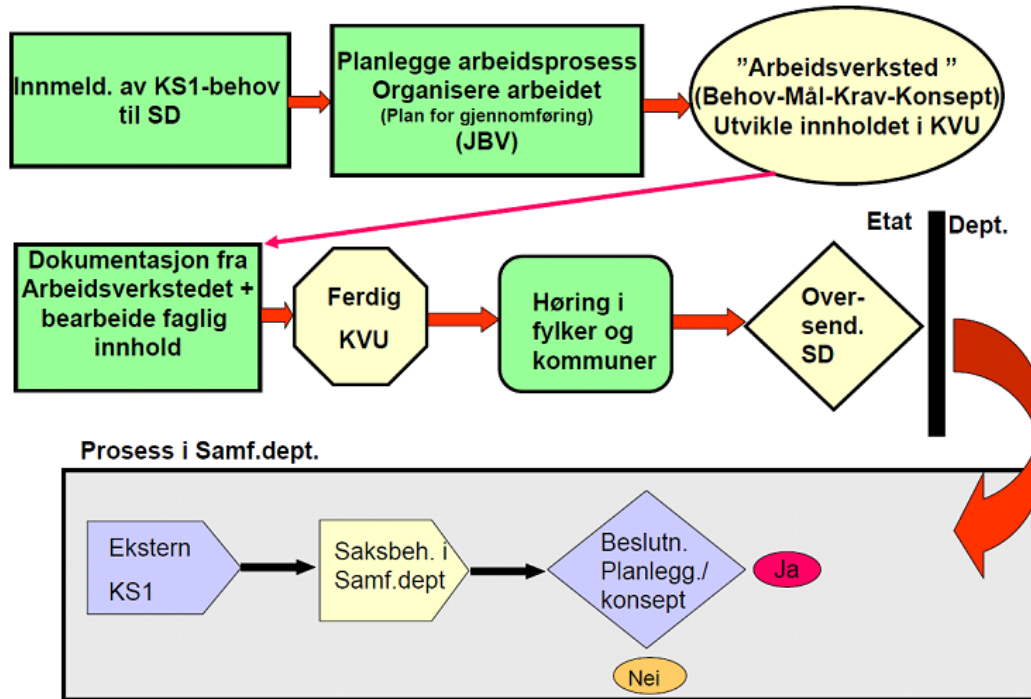 Innmeld. av KS1-behov
til SD
Planlegge arbeidsprosess
Organisere arbeidet
(Plan for gjennomføring)
(JBV)
”Arbeidsverksted ”
(Behov-Mål-Krav-Konsept)
Utvikle innholdet i KVU
Dokumentasjon fra
Arbeidsverkstedet +
bearbeide faglig
innhold
Ferdig
KVU
Høring i
fylker og
kommuner
Over-
send.
SD
Etat
Dept.
Prosess i Samf.dept.
Ekstern
KS1
Saksbeh. i
Samf.dept
Beslutn.
Planlegg./
konsept
Ja
Nei